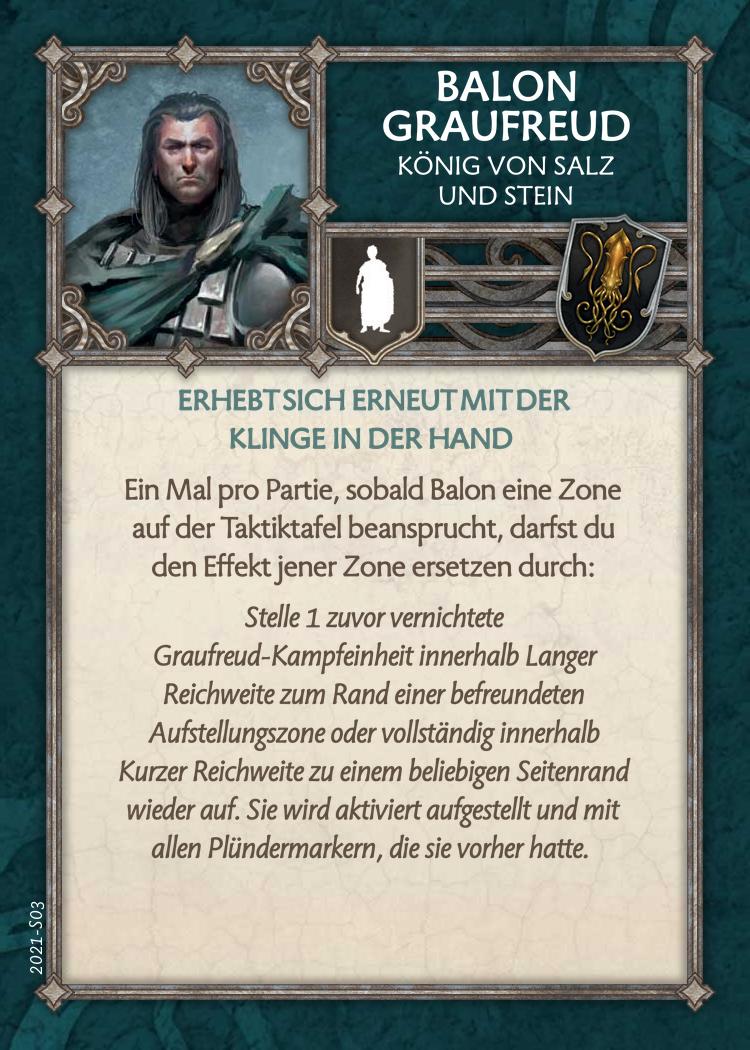 BALON
GRAUFREUD
KÖNIG VON SALZ
UND STEIN
ERHEBT SICH ERNEUT MIT DER
KLINGE IN DER HAND
Ein Mal pro Partie, sobald Balon eine Zone
auf der Taktiktafel beansprucht, darfst du
den Effekt jener Zone ersetzen durch:
Stelle 1 zuvor vernichtete
Graufreud-Kampfeinheit innerhalb Langer
Reichweite zum Rand einer befreundeten
Aufstellungszone oder vollständig innerhalb
Kurzer Reichweite zu einem beliebigen Seitenrand
wieder auf. Sie wird aktiviert aufgestellt und mit
allen Plündermarkern, die sie vorher hatte.
2021-S03